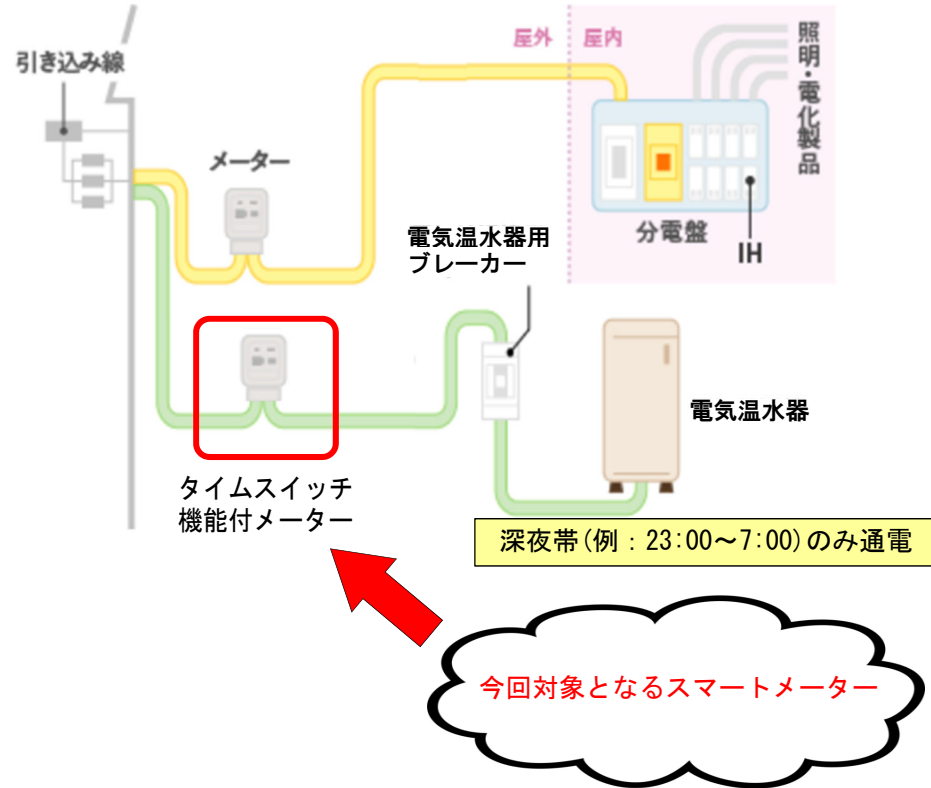 引き込み線
屋外
屋内
照明・電化製品
メーター
分電盤
IH
電気温水器用
ブレーカー
電気温水器
タイムスイッチ
機能付メーター
深夜帯(例：23:00～7:00)のみ通電
今回対象となるスマートメーター